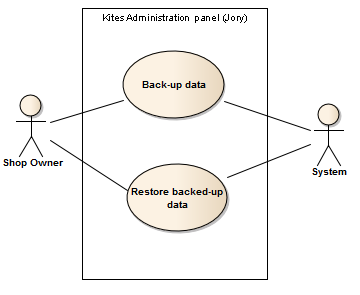 Kites Administration panel (Jory)
Back-up data
Shop Owner
System
Restore backed-up
data